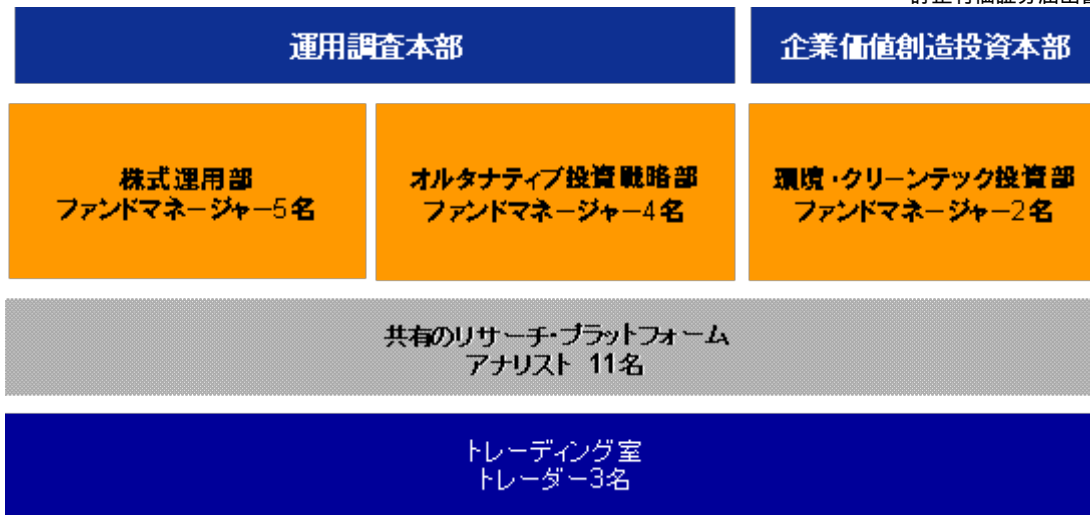 運用調査本部
企業価値創造投資本部
株式運用部
ファンドマネージャー5名
オルタナティブ投資戦略部
ファンドマネージャー4名
環境・クリーンテック投資部
ファンドマネージャー2名
共有のリサーチ・プラットフォーム
アナリスト 11名
トレーディング室
トレーダー3名